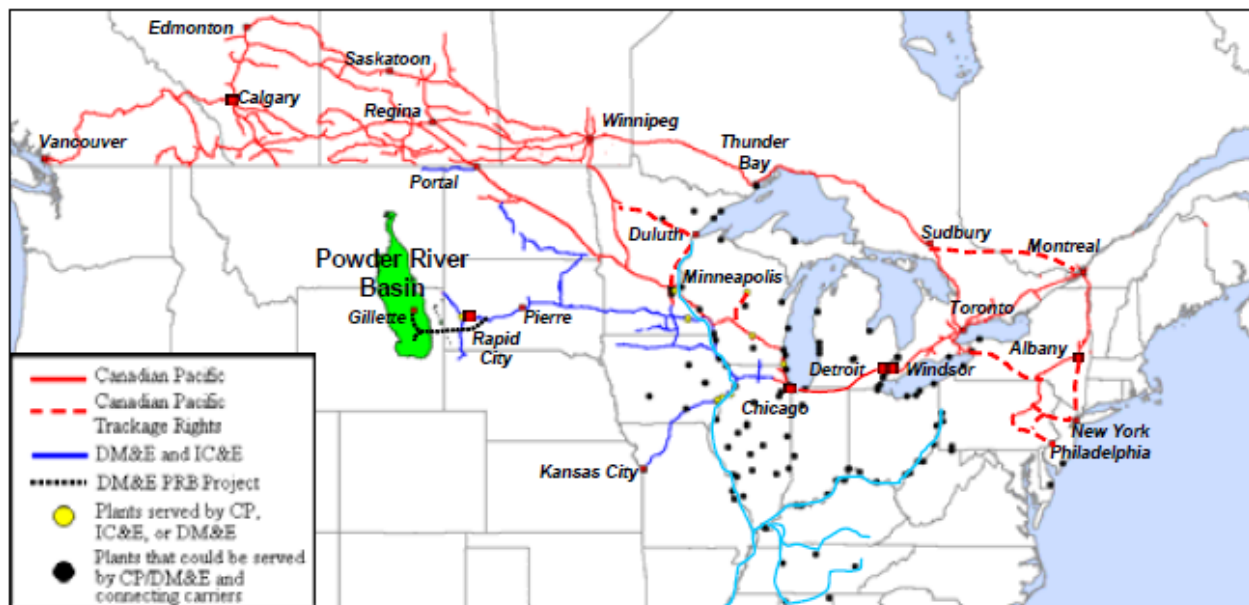 Edmonton
Saskatoon
Calgary
Regina
Winnipeg
Vancouver
Thunder
Bay
Portal
Duluth
Sudbury
Montreal
Powder River
Basin
Minneapolis
Gillette
Pierre
Toronto
Rapid
City
Albany
Detroit
Windsor
Chicago
New York
Philadelphia
Kansas City
Canadian Pacific
Canadian Pacific
Trackage Rights
DM&E and IC&E
DM&E PRB Project
Plants served by CP,
IC&E, or DM&E
Plants that could be served
by CP/DM&E and
connecting carriers